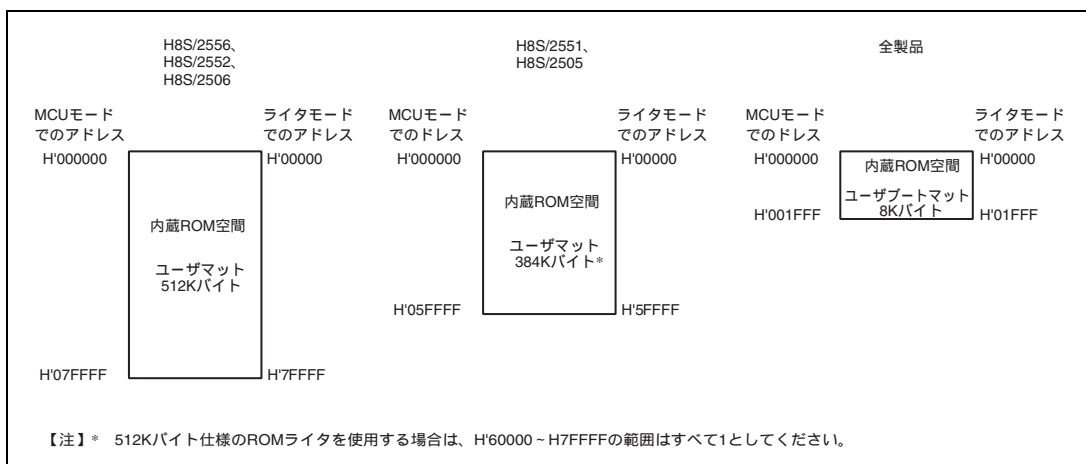 H8S/2556、
H8S/2552、
H8S/2506
MCUモード
でのアドレス
ライタモード
でのアドレス
H'000000
H'00000
内蔵ROM空間
ユーザマット
512Kバイト
H'07FFFF
H'7FFFF
H8S/2551、
H8S/2505
MCUモード
でのドレス
ライタモード
でのアドレス
H'000000
H'00000
内蔵ROM空間
ユーザマット
384Kバイト*
H'05FFFF
H'5FFFF
全製品
MCUモード
でのドレス
ライタモード
でのアドレス
H'000000
H'00000
内蔵ROM空間
ユーザブートマット
8Kバイト
H'001FFF
H'01FFF
【注】* 512Kバイト仕様のROMライタを使用する場合は、H'60000~H'7FFFFの範囲はすべて1としてください。